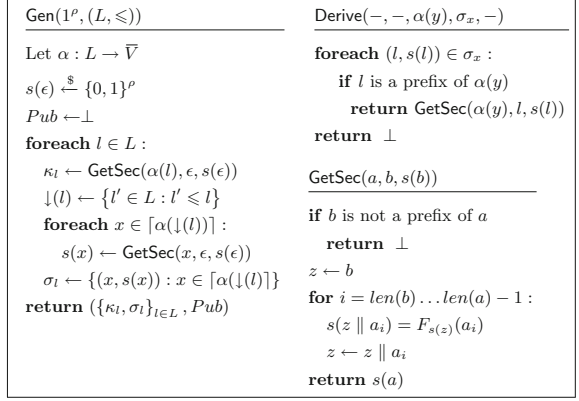 Gen(1^ρ, (L, ⩽))
Let α : L → V̅
s(ϵ) ←$ {0, 1}^ρ
Pub ←⊥
foreach l ∈ L :
κ_l ← GetSec(α(l), ϵ, s(ϵ))
↓(l) ← {l′ ∈ L : l′ ⩽ l}
foreach x ∈ ⌈α(↓(l))⌉ :
s(x) ← GetSec(x, ϵ, s(ϵ))
σ_l ← {(x, s(x)) : x ∈ ⌈α(↓(l)⌉}
return ({κ_l, σ_l}_{l∈L} , Pub)
Derive(−, −, α(y), σ_x, −)
foreach (l, s(l)) ∈ σ_x :
if l is a prefix of α(y)
return GetSec(α(y), l, s(l))
return ⊥
GetSec(a, b, s(b))
if b is not a prefix of a
return ⊥
z ← b
for i = len(b) . . . len(a) − 1 :
s(z ∥ a_i) = F_{s(z)}(a_i)
z ← z ∥ a_i
return s(a)